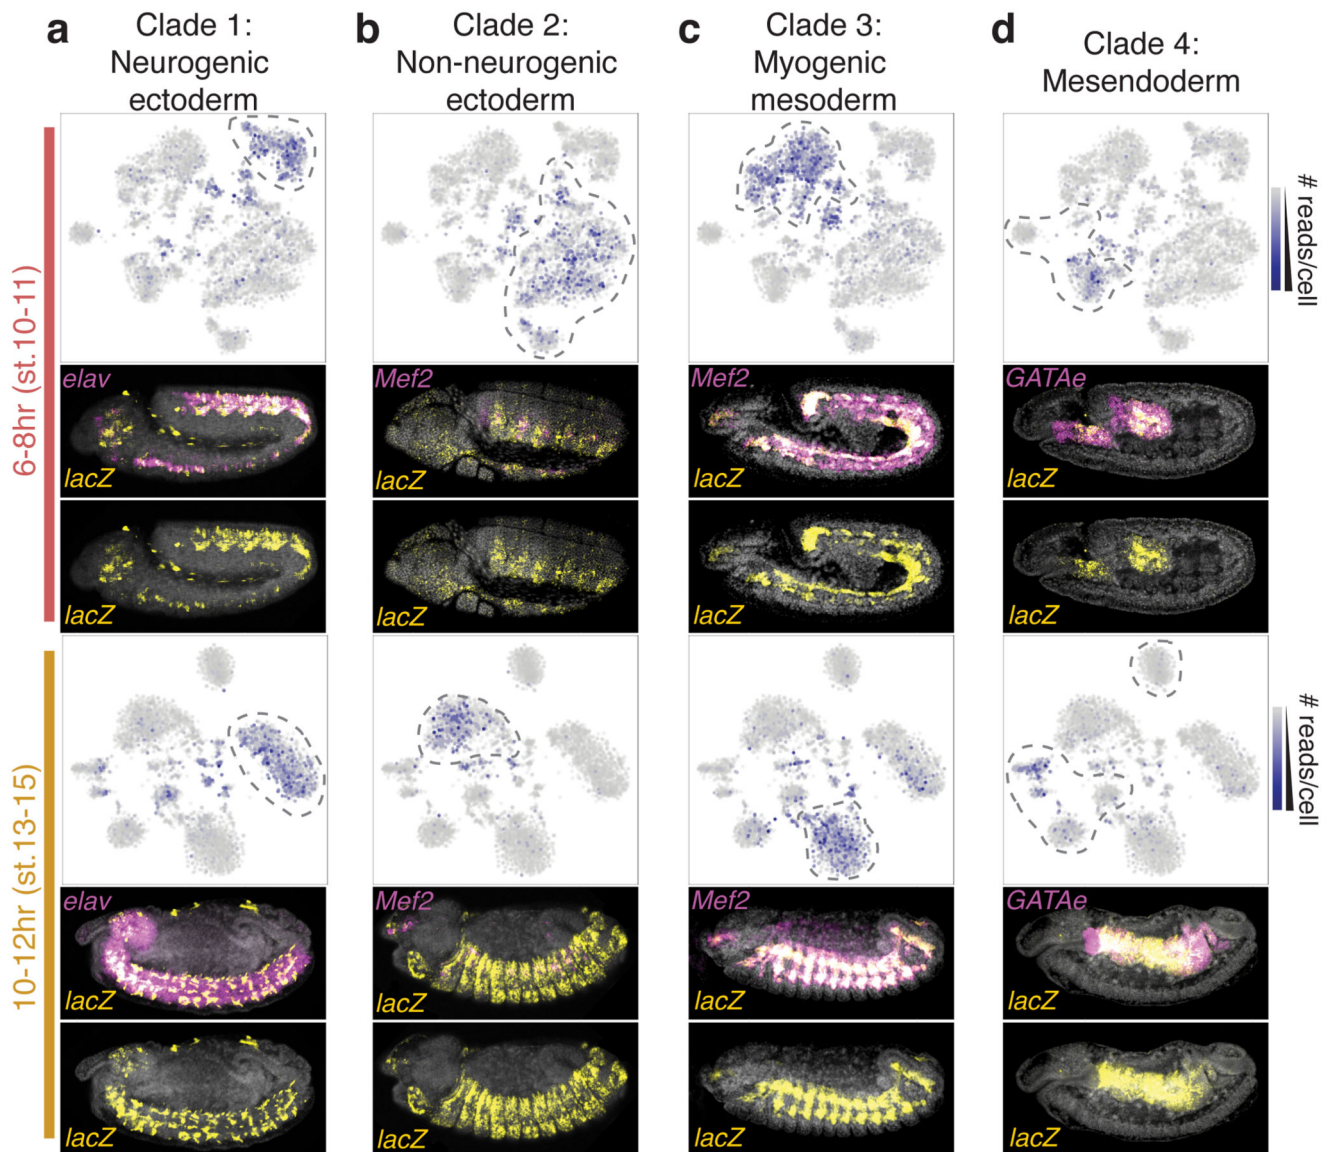 a
Clade 1:
Neurogenic
ectoderm
b
Clade 2:
Non-neurogenic
ectoderm
c
Clade 3:
Myogenic
mesoderm
d
Clade 4:
Mesendoderm
6-8hr (st.10-11)
# reads/cell
elav
lacZ
Mef2
lacZ
Mef2.
lacZ
GATAe
lacZ
lacZ
lacZ
lacZ
lacZ
10-12hr (st.13-15)
# reads/cell
elav
lacZ
Mef2
lacZ
Mef2
lacZ
GATAe
lacZ
lacZ
lacZ
lacZ
lacZ